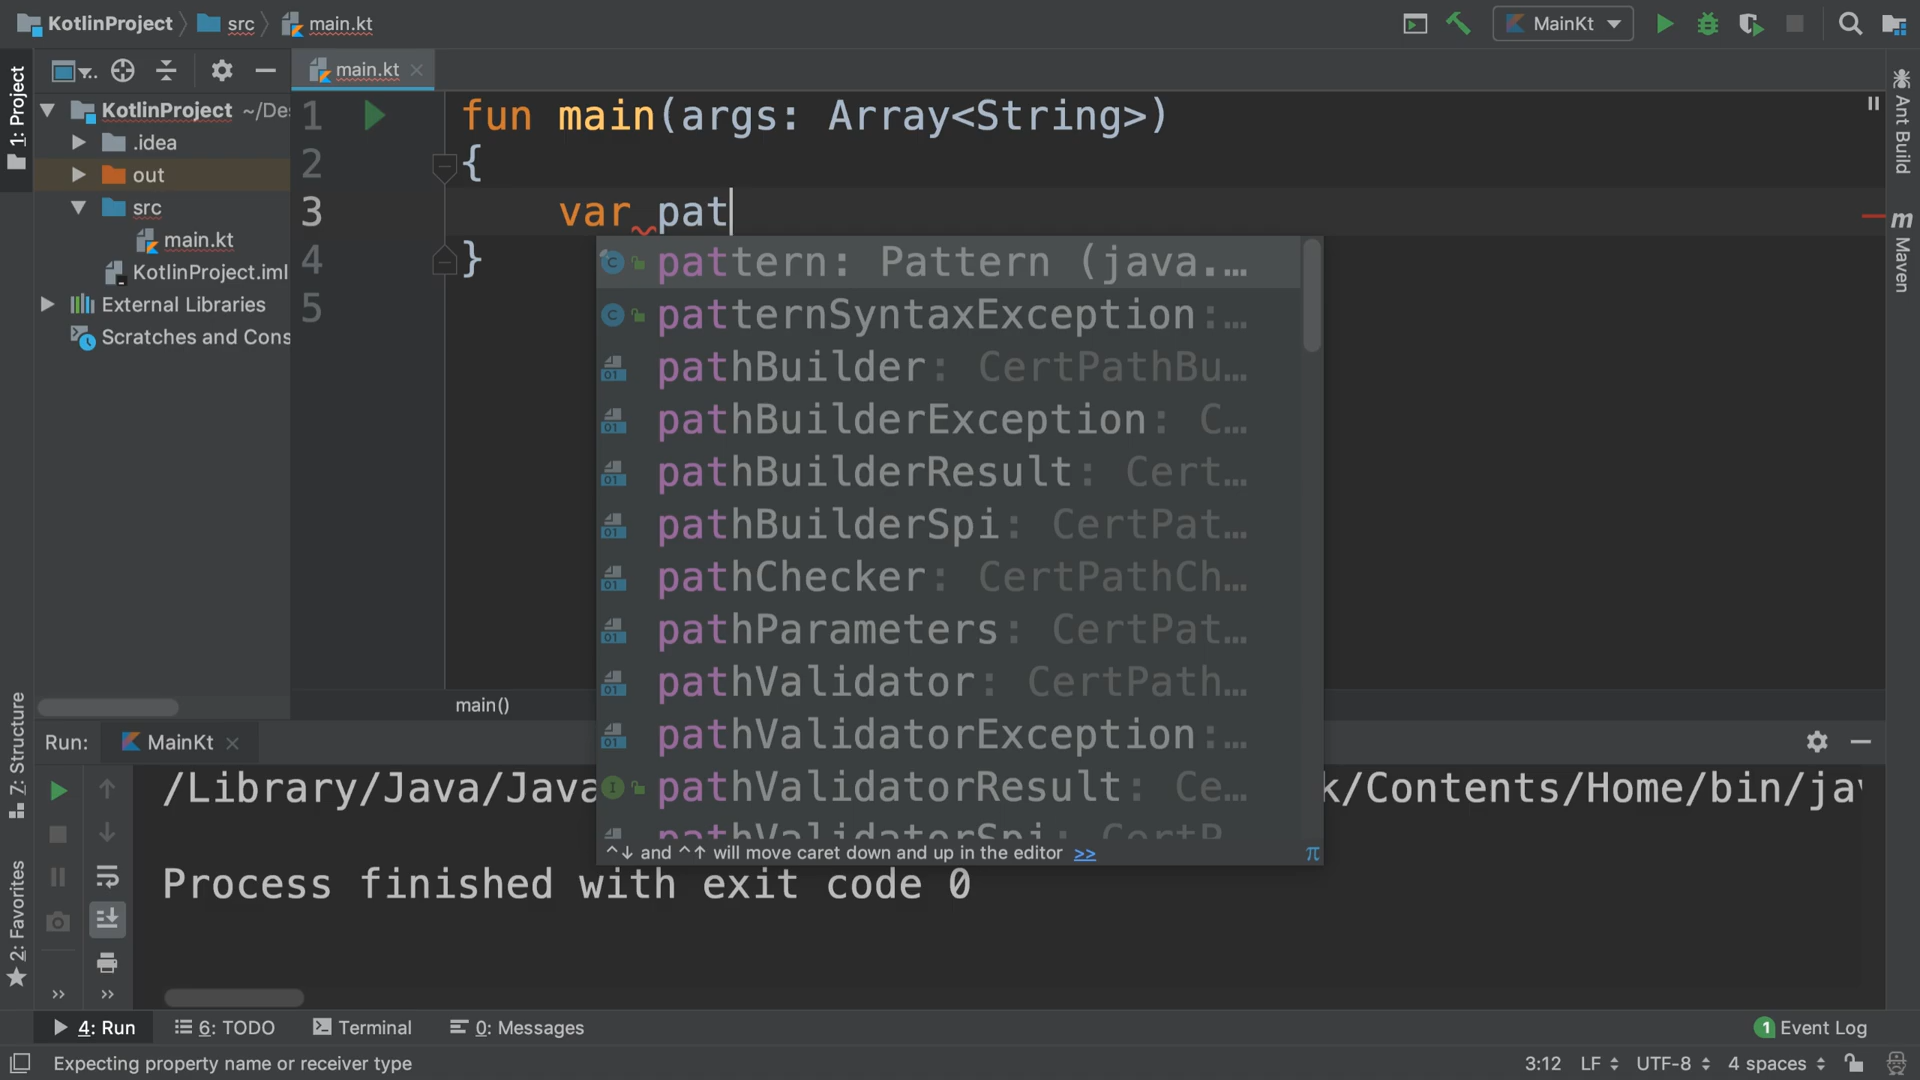 KotlinProject src main.kt
MainKt
1: Project
main.kt
KotlinProject ~/De
.idea
out
src
main.kt
KotlinProject.iml
External Libraries
Scratches and Cons
1 fun main(args: Array<String>)
2 {
3 var pat
4 }
5
pattern: Pattern (java.…
patternSyntaxException:…
pathBuilder: CertPathBu…
pathBuilderException: C…
pathBuilderResult: Cert…
pathBuilderSpi: CertPat…
pathChecker: CertPathCh…
pathParameters: CertPat…
pathValidator: CertPath…
pathValidatorException:…
pathValidatorResult: Ce…
pathValidatorSpi: CertP
^↓ and ^↑ will move caret down and up in the editor >>
π
main()
Ant Build
Maven
7: Structure
2: Favorites
Run: MainKt
/Library/Java/Java k/Contents/Home/bin/jav
Process finished with exit code 0
4: Run 6: TODO Terminal 0: Messages
1 Event Log
Expecting property name or receiver type
3:12 LF UTF-8 4 spaces